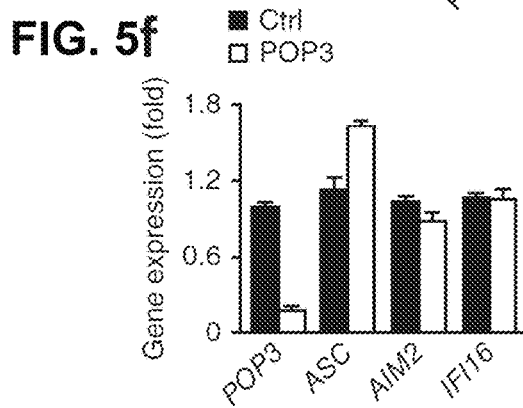 FIG. 5f
Ctrl
POP3
Gene expression (fold)
1.8
1.2
0.6
0
POP3 ASC AIM2 IFI16